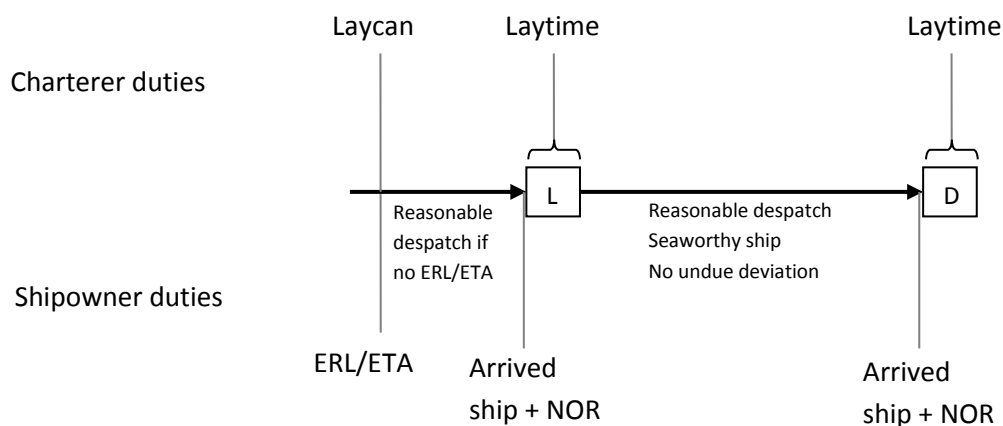 Laycan
Laytime
Laytime
Charterer duties
L
D
Reasonable
despatch if
no ERL/ETA
Reasonable despatch
Seaworthy ship
No undue deviation
Shipowner duties
ERL/ETA
Arrived
ship + NOR
Arrived
ship + NOR